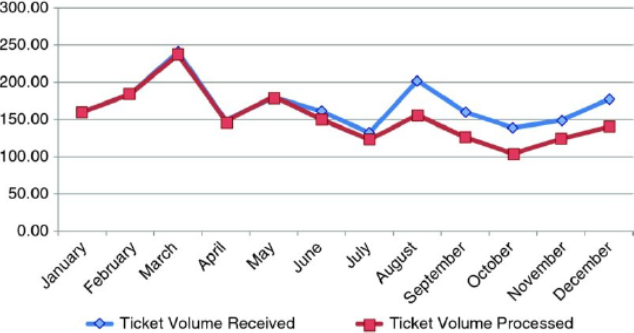 300.00
250.00
200.00
150.00
100.00
50.00
0.00
January
February
March
April
May
June
July
August
September
October
November
December
Ticket Volume Received
Ticket Volume Processed